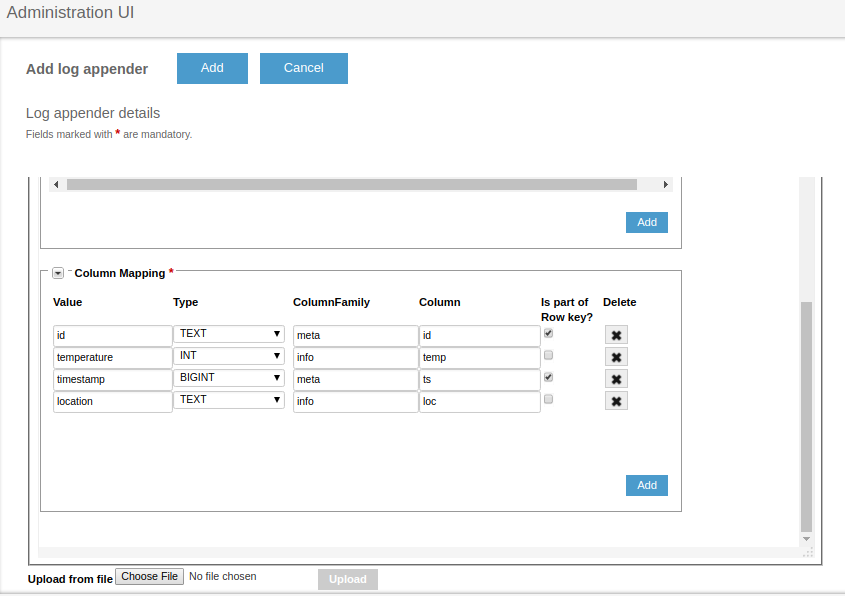 Administration UI
Add log appender
Add
Cancel
Log appender details
Fields marked with * are mandatory.
Add
Column Mapping *
Value Type ColumnFamily Column Is part of Row key? Delete
id TEXT meta id
temperature INT info temp
timestamp BIGINT meta ts
location TEXT info loc
Add
Upload from file Choose File No file chosen Upload